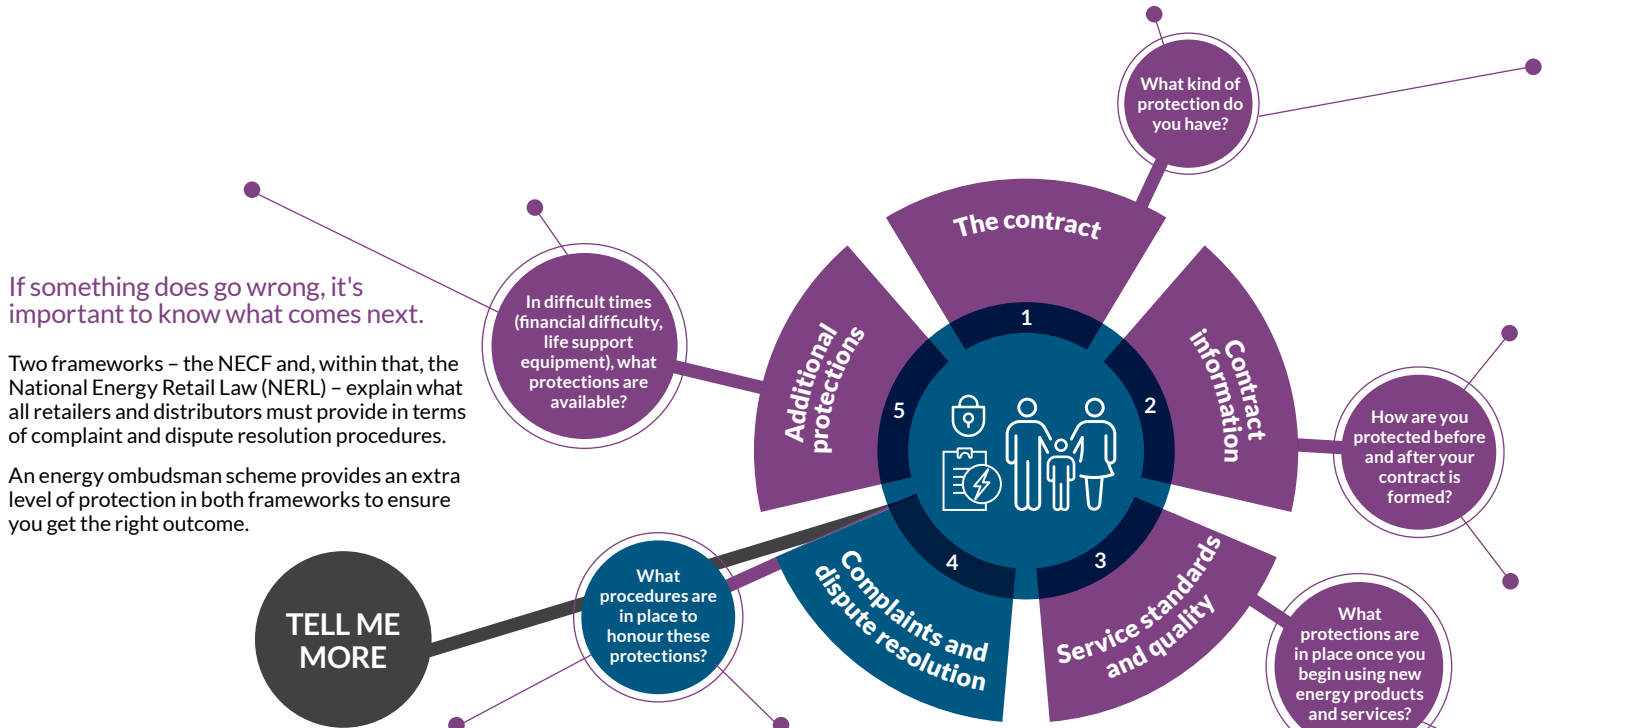 What kind of
protection do
you have?
The contract
1
If something does go wrong, it's
important to know what comes next.
Two frameworks – the NECF and, within that, the
National Energy Retail Law (NERL) – explain what
all retailers and distributors must provide in terms
of complaint and dispute resolution procedures.
An energy ombudsman scheme provides an extra
level of protection in both frameworks to ensure
you get the right outcome.
In difficult times
(financial difficulty,
life support
equipment), what
protections are
available?
Additional
protections
5
2
Contract
information
How are you
protected before
and after your
contract is
formed?
4
3
Complaints and
dispute resolution
Service standards
and quality
TELL ME
MORE
What
procedures are
in place to
honour these
protections?
What
protections are
in place once you
begin using new
energy products
and services?